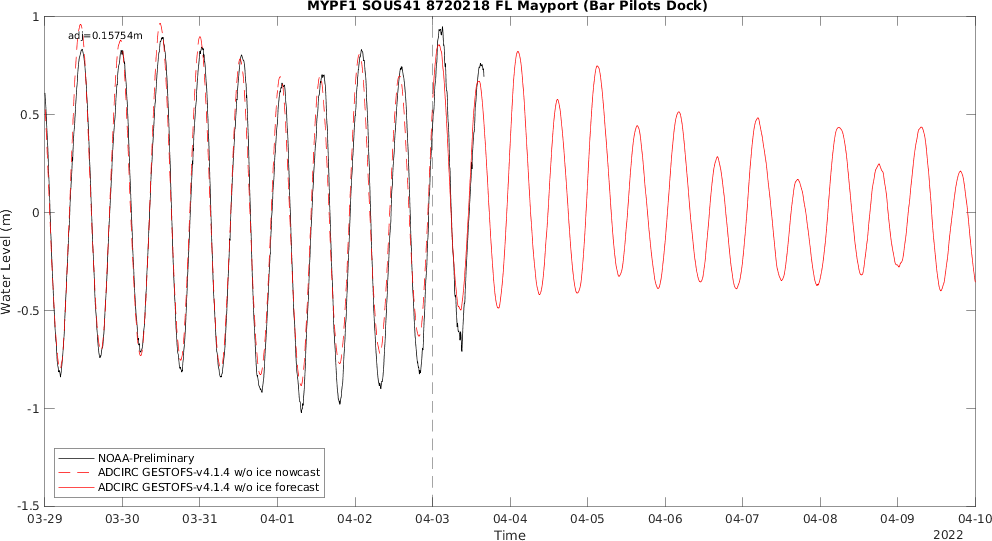 MYPF1 SOUS41 8720218 FL Mayport (Bar Pilots Dock)
adj=0.15754m
Water Level (m)
1
0.5
0
-0.5
-1
-1.5
NOAA-Preliminary
ADCIRC GESTOFS-v4.1.4 w/o ice nowcast
ADCIRC GESTOFS-v4.1.4 w/o ice forecast
03-29 03-30 03-31 04-01 04-02 04-03 04-04 04-05 04-06 04-07 04-08 04-09 04-10
Time
2022